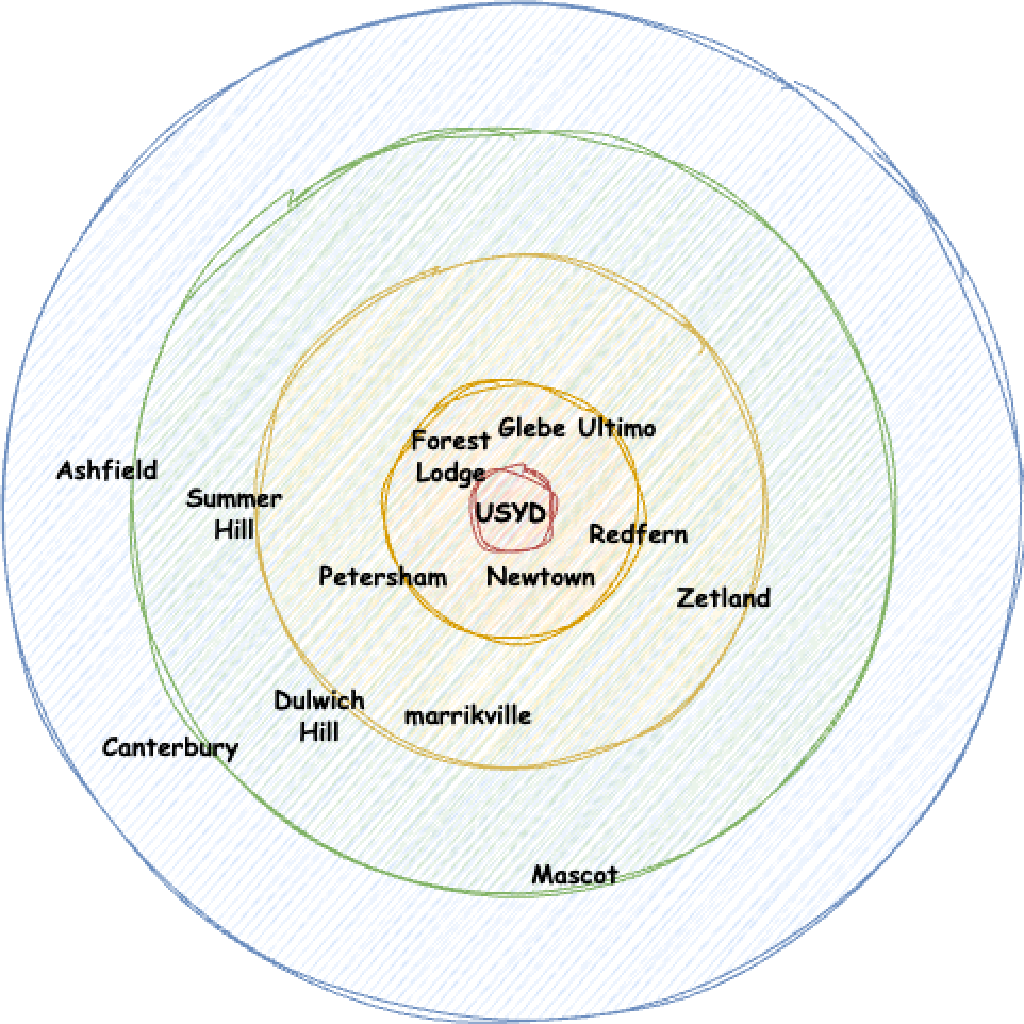 Glebe
Ultimo
Forest
Lodge
Ashfield
Summer
Hill
USYD
Redfern
Petersham
Newtown
Zetland
Dulwich
Hill
marrikville
Canterbury
Mascot